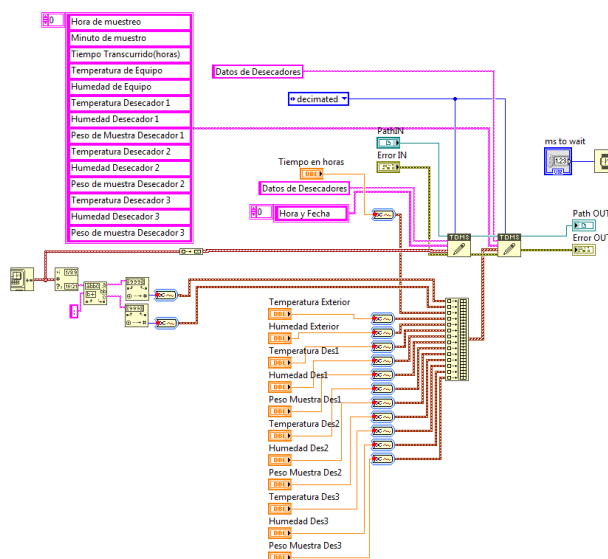 0
Hora de muestreo
Minuto de muestro
Tiempo Transcurrido(horas)
Temperatura de Equipo
Humedad de Equipo
Temperatura Desecador 1
Humedad Desecador 1
Peso de Muestra Desecador 1
Temperatura Desecador 2
Humedad Desecador 2
Peso de muestra Desecador 2
Temperatura Desecador 3
Humedad Desecador 3
Peso de muestra Desecador 3
Datos de Desecadores
decimated
PathIN
Error IN
ms to wait
Tiempo en horas
DBL
Datos de Desecadores
0
Hora y Fecha
TDMS
TDMS
Path OUT
Error OUT
Temperatura Exterior
DBL
Humedad Exterior
DBL
Temperatura Des1
DBL
Humedad Des1
DBL
Peso Muestra Des1
DBL
Temperatura Des2
DBL
Humedad Des2
DBL
Peso Muestra Des2
DBL
Temperatura Des3
DBL
Humedad Des3
DBL
Peso Muestra Des3
DBL